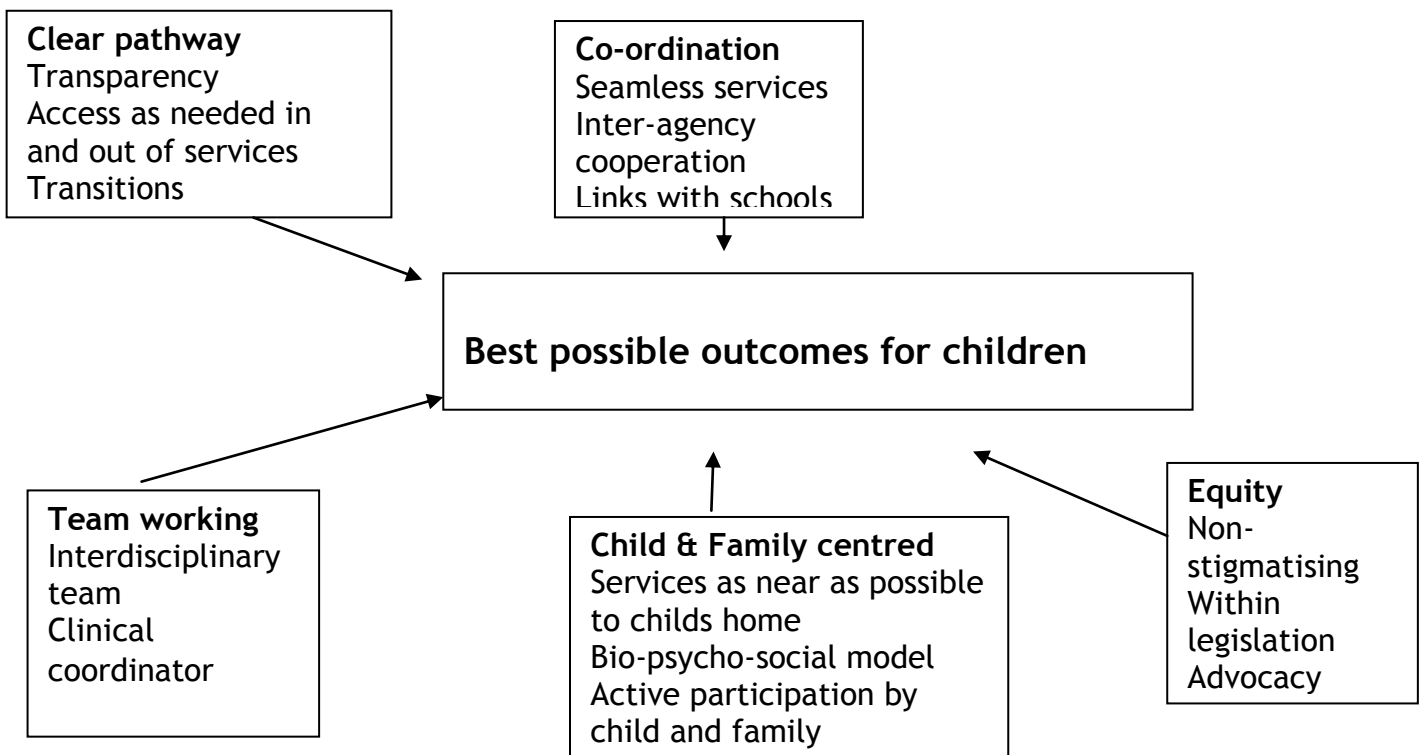 Clear pathway
Transparency
Access as needed in
and out of services
Transitions
Co-ordination
Seamless services
Inter-agency
cooperation
Links with schools
Best possible outcomes for children
Team working
Interdisciplinary
team
Clinical
coordinator
Child & Family centred
Services as near as possible
to childs home
Bio-psycho-social model
Active participation by
child and family
Equity
Non-
stigmatising
Within
legislation
Advocacy